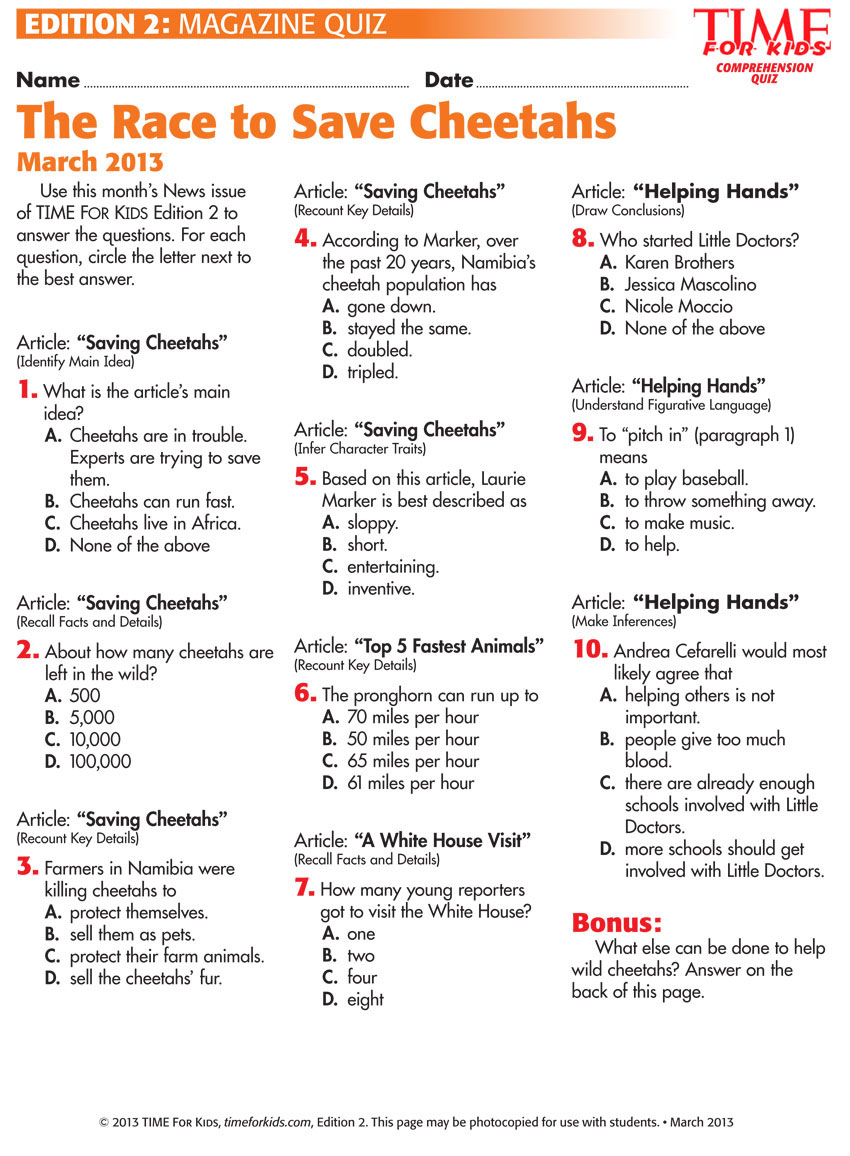 EDITION 2: MAGAZINE QUIZ
TIME
FOR KIDS
COMPREHENSION
QUIZ
Name
Date
The Race to Save Cheetahs
March 2013
Use this month's News issue
of TIME FOR KIDS Edition 2 to
answer the questions. For each
question, circle the letter next to
the best answer.
Article: “Saving Cheetahs”
(Identify Main Idea)
1. What is the article's main
idea?
A. Cheetahs are in trouble.
Experts are trying to save
them.
B. Cheetahs can run fast.
C. Cheetahs live in Africa.
D. None of the above
Article: “Saving Cheetahs”
(Recall Facts and Details)
2. About how many cheetahs are
left in the wild?
A. 500
B. 5,000
C. 10,000
D. 100,000
Article: “Saving Cheetahs”
(Recount Key Details)
3. Farmers in Namibia were
killing cheetahs to
A. protect themselves.
B. sell them as pets.
C. protect their farm animals.
D. sell the cheetahs' fur.
Article: “Saving Cheetahs”
(Recount Key Details)
4. According to Marker, over
the past 20 years, Namibia's
cheetah population has
A. gone down.
B. stayed the same.
C. doubled.
D. tripled.
Article: “Saving Cheetahs”
(Infer Character Traits)
5. Based on this article, Laurie
Marker is best described as
A. sloppy.
B. short.
C. entertaining.
D. inventive.
Article: “Top 5 Fastest Animals”
(Recount Key Details)
6. The pronghorn can run up to
A. 70 miles per hour
B. 50 miles per hour
C. 65 miles per hour
D. 61 miles per hour
Article: “A White House Visit”
(Recall Facts and Details)
7. How many young reporters
got to visit the White House?
A. one
B. two
C. four
D. eight
Article: “Helping Hands”
(Draw Conclusions)
8. Who started Little Doctors?
A. Karen Brothers
B. Jessica Mascolino
C. Nicole Moccio
D. None of the above
Article: “Helping Hands”
(Understand Figurative Language)
9. To “pitch in” (paragraph 1)
means
A. to play baseball.
B. to throw something away.
C. to make music.
D. to help.
Article: “Helping Hands”
(Make Inferences)
10. Andrea Cefarelli would most
likely agree that
A. helping others is not
important.
B. people give too much
blood.
C. there are already enough
schools involved with Little
Doctors.
D. more schools should get
involved with Little Doctors.
Bonus:
What else can be done to help
wild cheetahs? Answer on the
back of this page.
© 2013 TIME FOR KIDS, timeforkids.com, Edition 2. This page may be photocopied for use with students. • March 2013